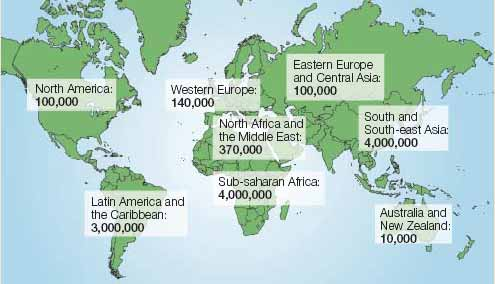 North America:
100,000
Western Europe:
140,000
Eastern Europe
and Central Asia:
100,000
North Africa and
the Middle East:
370,000
South and
South-east Asia:
4,000,000
Sub-saharan Africa:
4,000,000
Latin America and
the Caribbean:
3,000,000
Australia and
New Zealand:
10,000